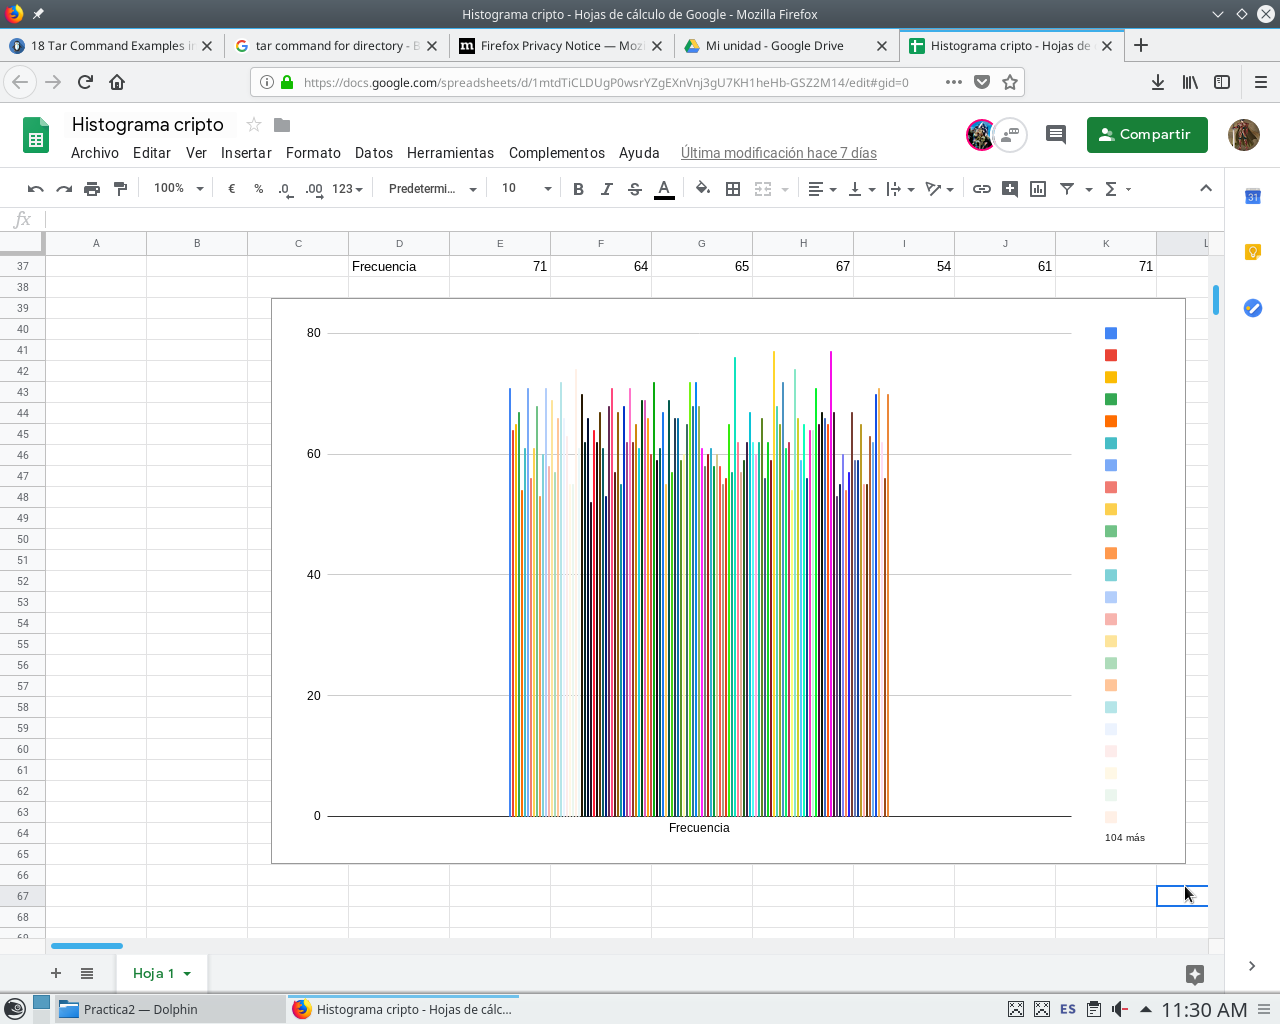 Histograma cripto - Hojas de cálculo de Google - Mozilla Firefox
18 Tar Command Examples i
tar command for directory - B
Firefox Privacy Notice — Moz
Mi unidad - Google Drive
Histograma cripto - Hojas de
https://docs.google.com/spreadsheets/d/1mtdTiCLDUgP0wsrYZgEXnVnj3gU7KH1heHb-GSZ2M14/edit#gid=0
Histograma cripto
Compartir
Archivo Editar Ver Insertar Formato Datos Herramientas Complementos Ayuda Última modificación hace 7 días
100% € % .0 .00 123 Predetermi... 10 B I S A Σ
31
fx
A B C D E F G H I J K L
37 Frecuencia 71 64 65 67 54 61 71
38
39
40
41
42
43
44
45
46
47
48
49
50
51
52
53
54
55
56
57
58
59
60
61
62
63
64
65
66
67
68
69
80
60
40
20
0
Frecuencia
104 más
Hoja 1
Practica2 — Dolphin
Histograma cripto - Hojas de cálc...
ES
11:30 AM